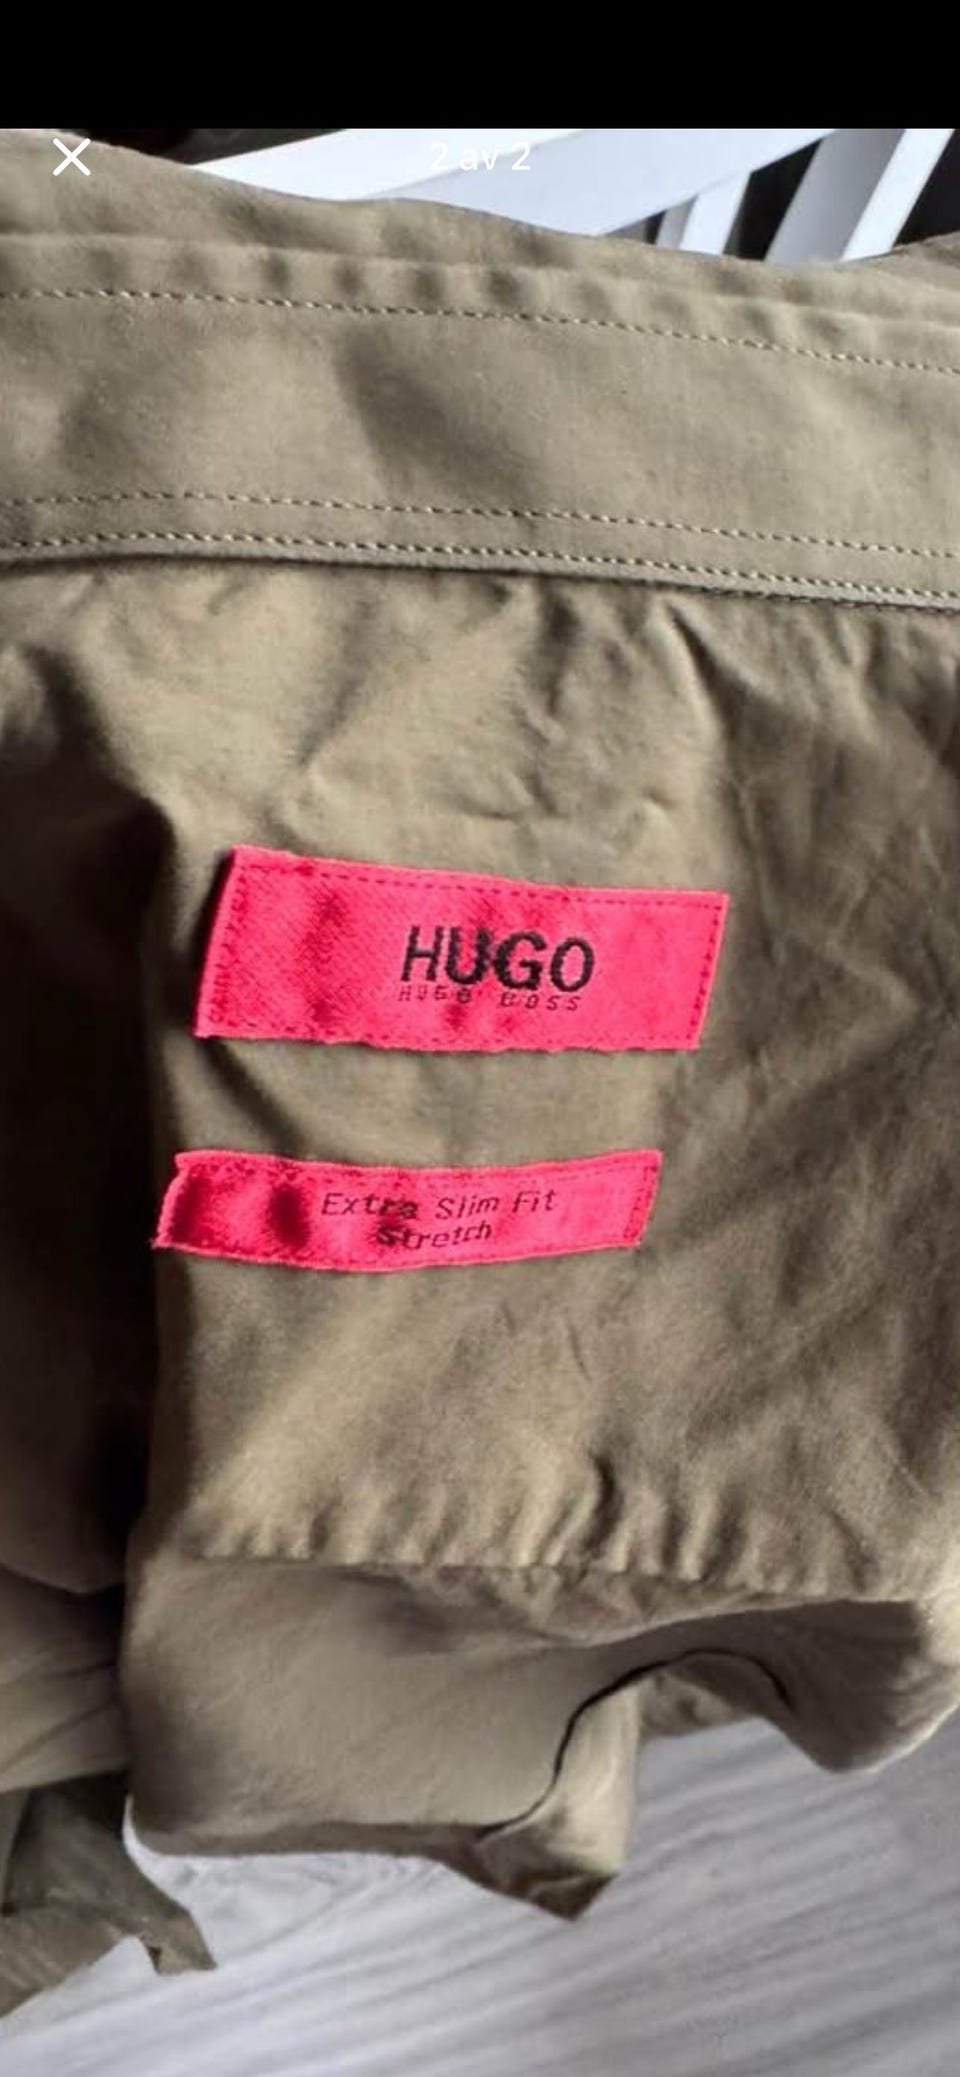 2 av 2
HUGO
HUGO BOSS
Extra Slim Fit
Stretch